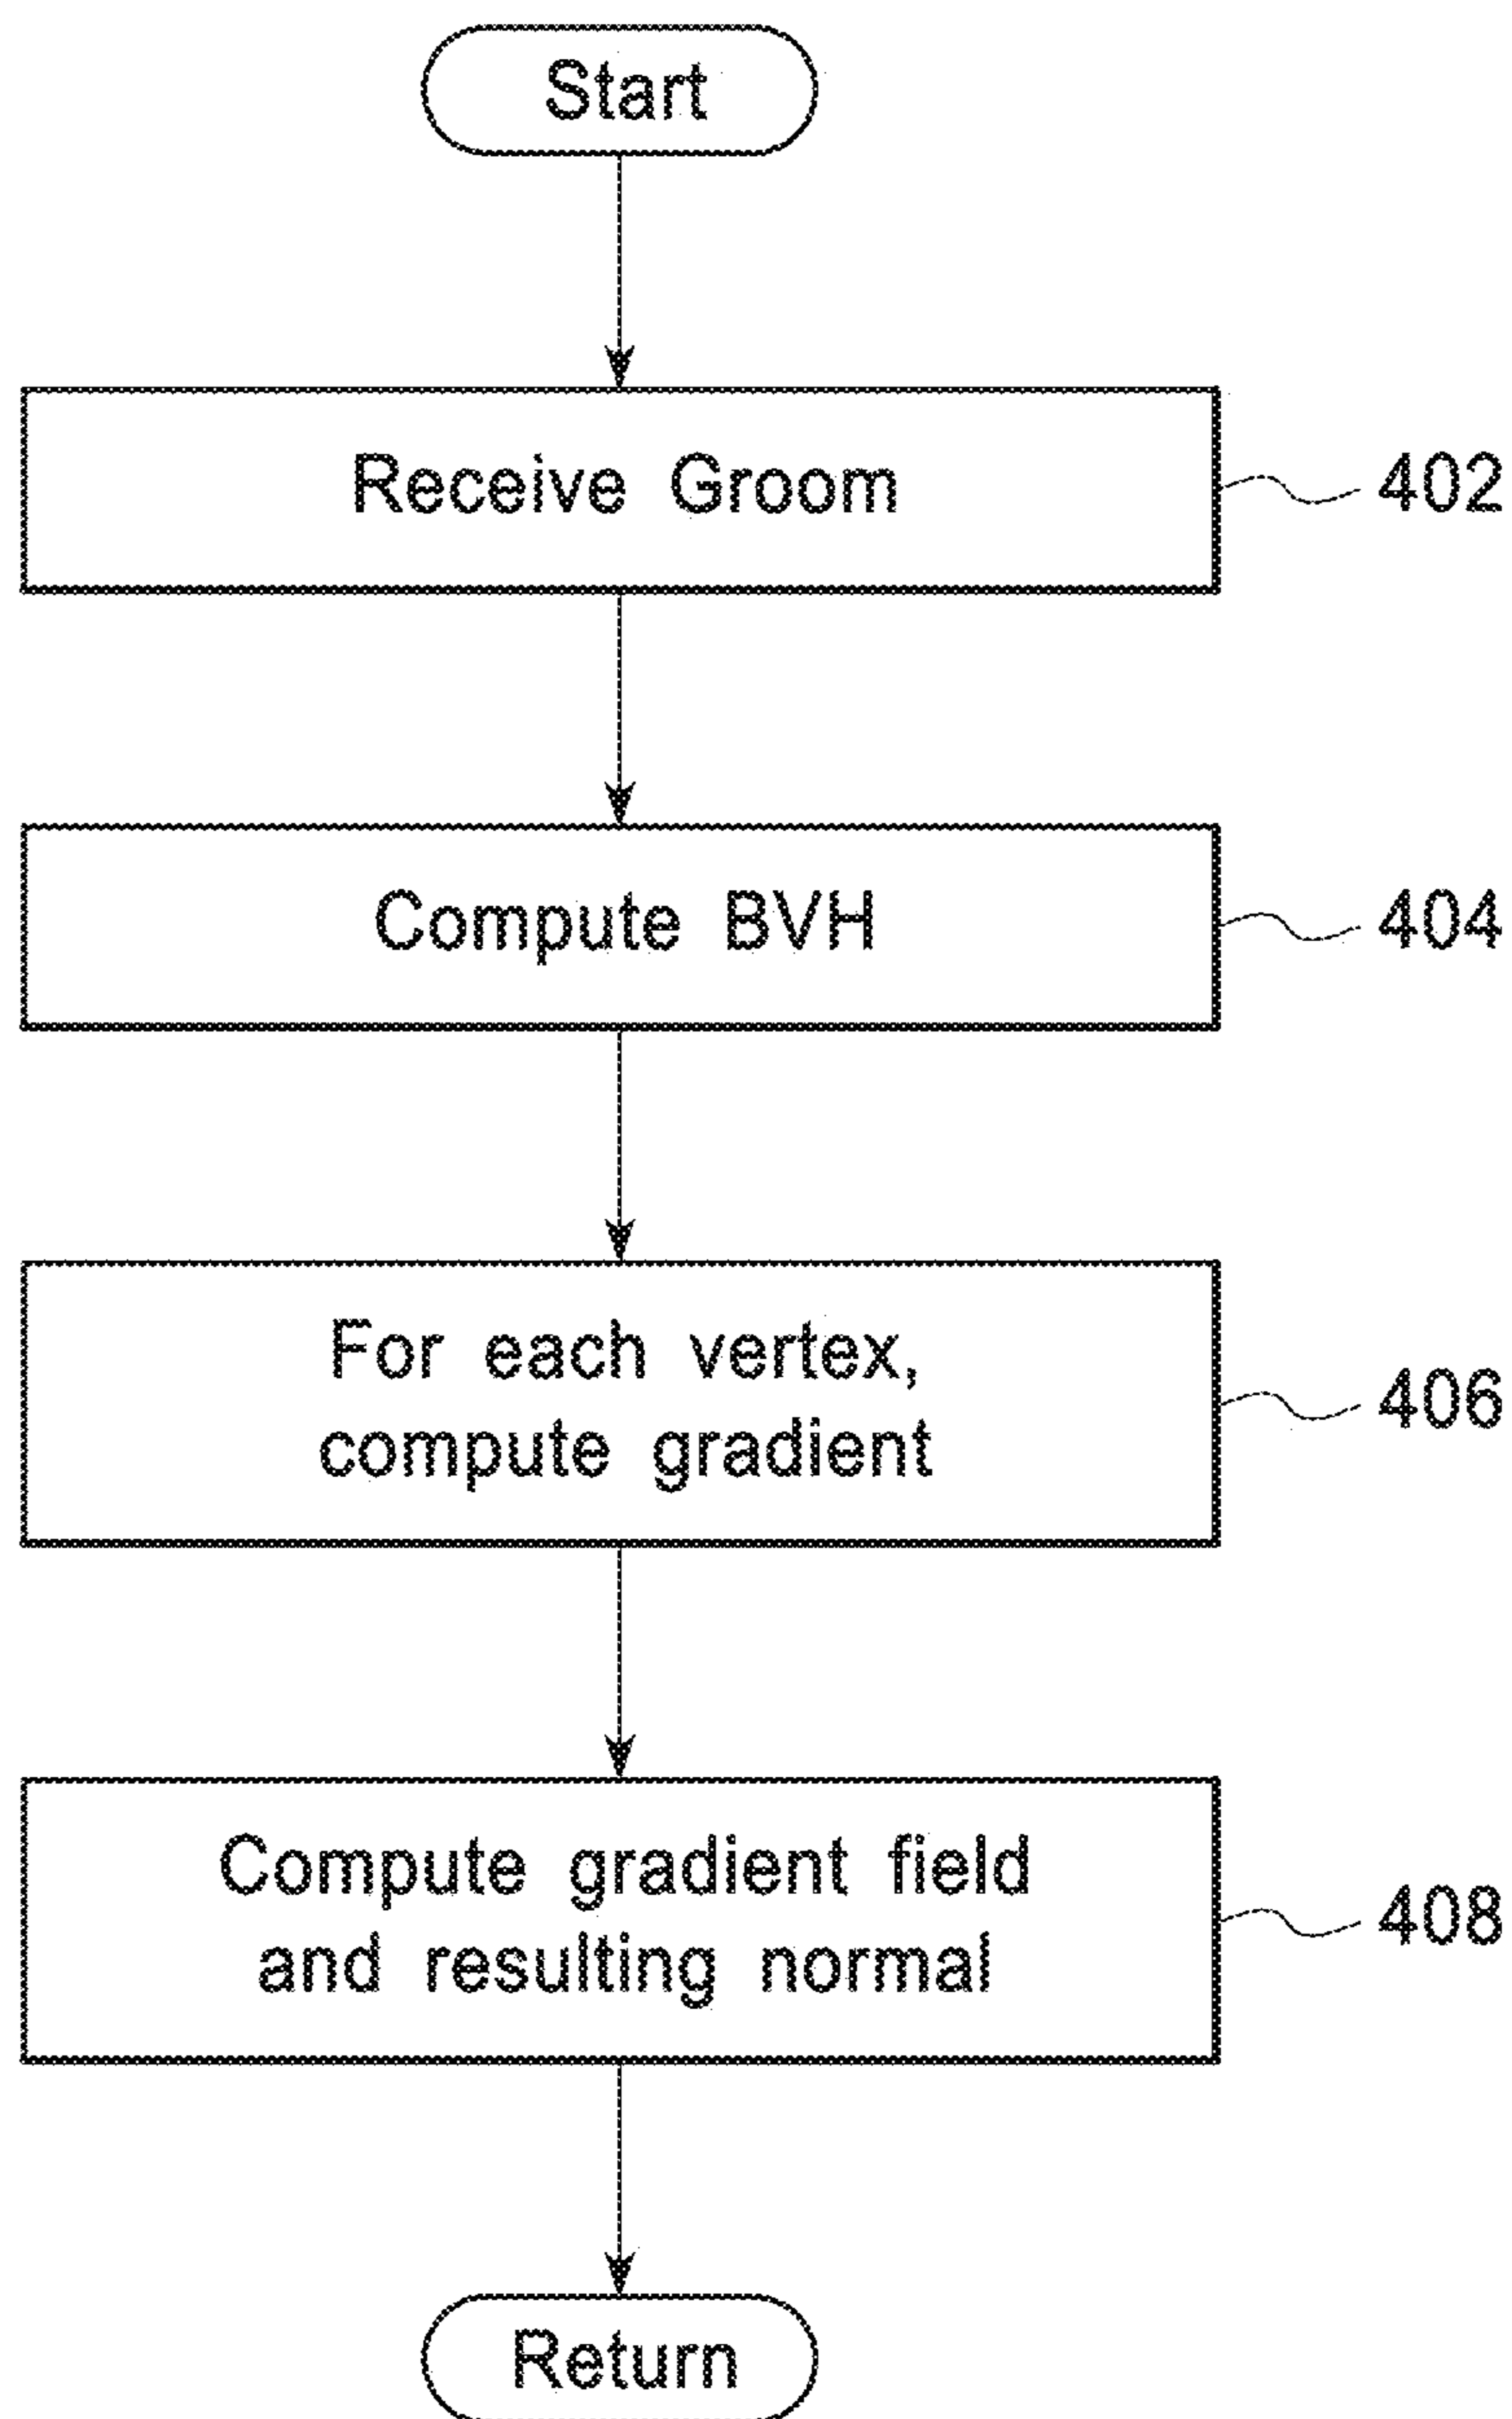 Start
Receive Groom
402
Compute BVH
404
For each vertex,
compute gradient
406
Compute gradient field
and resulting normal
408
Return